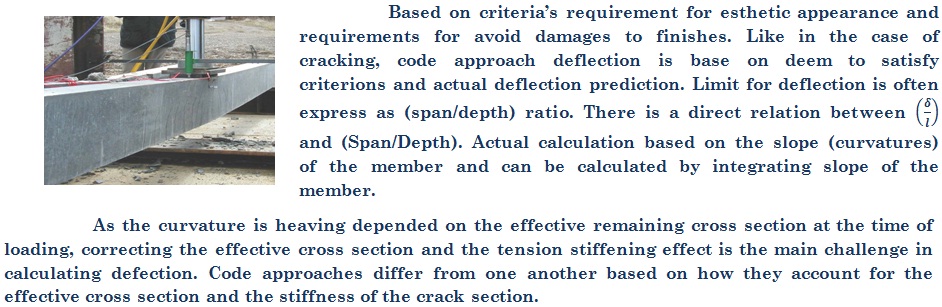 Based on criteria's requirement for esthetic appearance and
requirements for avoid damages to finishes. Like in the case of
cracking, code approach deflection is base on deem to satisfy
criterions and actual deflection prediction. Limit for deflection is often
express as (span/depth) ratio. There is a direct relation between (δ/l)
and (Span/Depth). Actual calculation based on the slope (curvatures)
of the member and can be calculated by integrating slope of the
member.
As the curvature is heaving depended on the effective remaining cross section at the time of
loading, correcting the effective cross section and the tension stiffening effect is the main challenge in
calculating defection. Code approaches differ from one another based on how they account for the
effective cross section and the stiffness of the crack section.